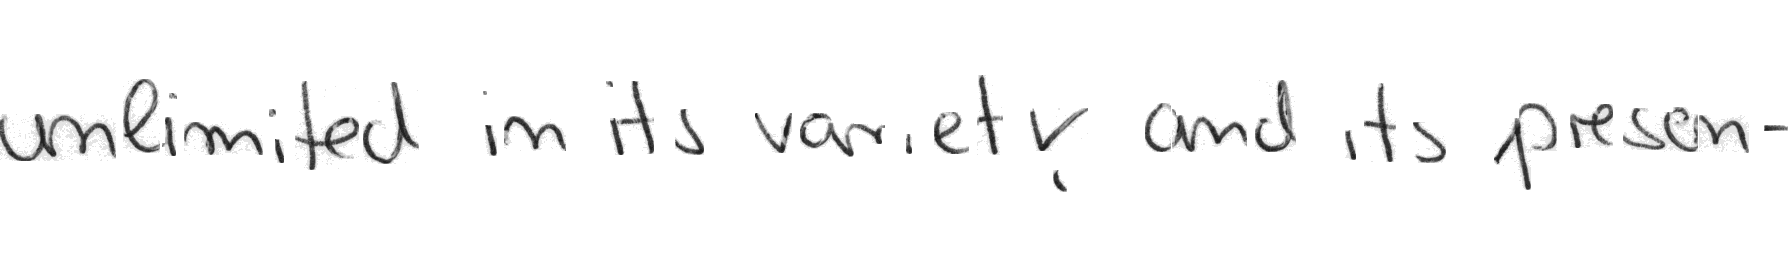 unlimited in its variety and its presen-